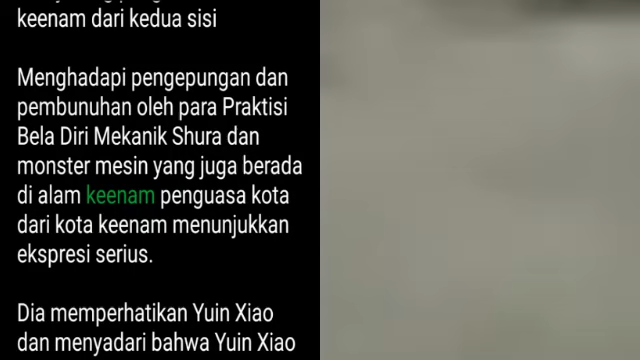 keenam dari kedua sisi
Menghadapi pengepungan dan
pembunuhan oleh para Praktisi
Bela Diri Mekanik Shura dan
monster mesin yang juga berada
di alam keenam penguasa kota
dari kota keenam menunjukkan
ekspresi serius.
Dia memperhatikan Yuin Xiao
dan menyadari bahwa Yuin Xiao